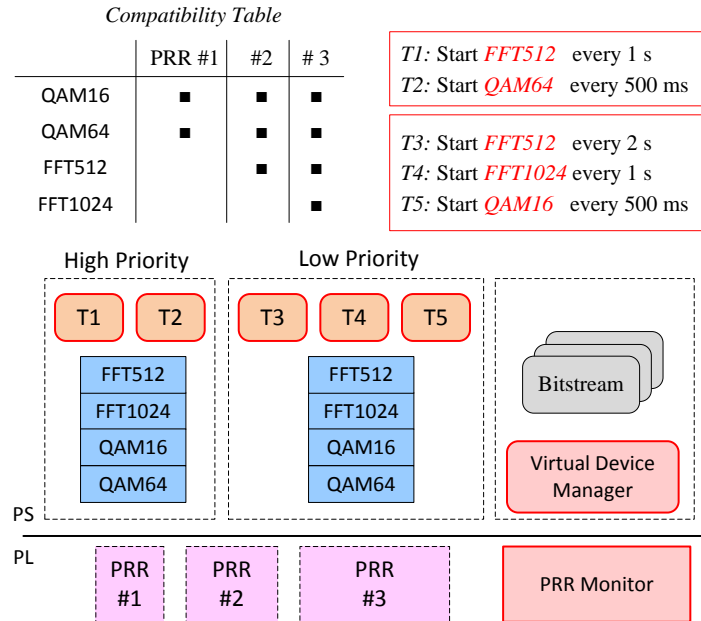 Compatibility Table
PRR #1 #2 # 3
QAM16 ■ ■ ■
QAM64 ■ ■ ■
FFT512 ■ ■
FFT1024 ■
T1: Start FFT512 every 1 s
T2: Start QAM64 every 500 ms
T3: Start FFT512 every 2 s
T4: Start FFT1024 every 1 s
T5: Start QAM16 every 500 ms
High Priority
Low Priority
T1 T2
T3 T4 T5
FFT512
FFT1024
QAM16
QAM64
FFT512
FFT1024
QAM16
QAM64
Bitstream
Virtual Device
Manager
PS
PL
PRR
#1
PRR
#2
PRR
#3
PRR Monitor